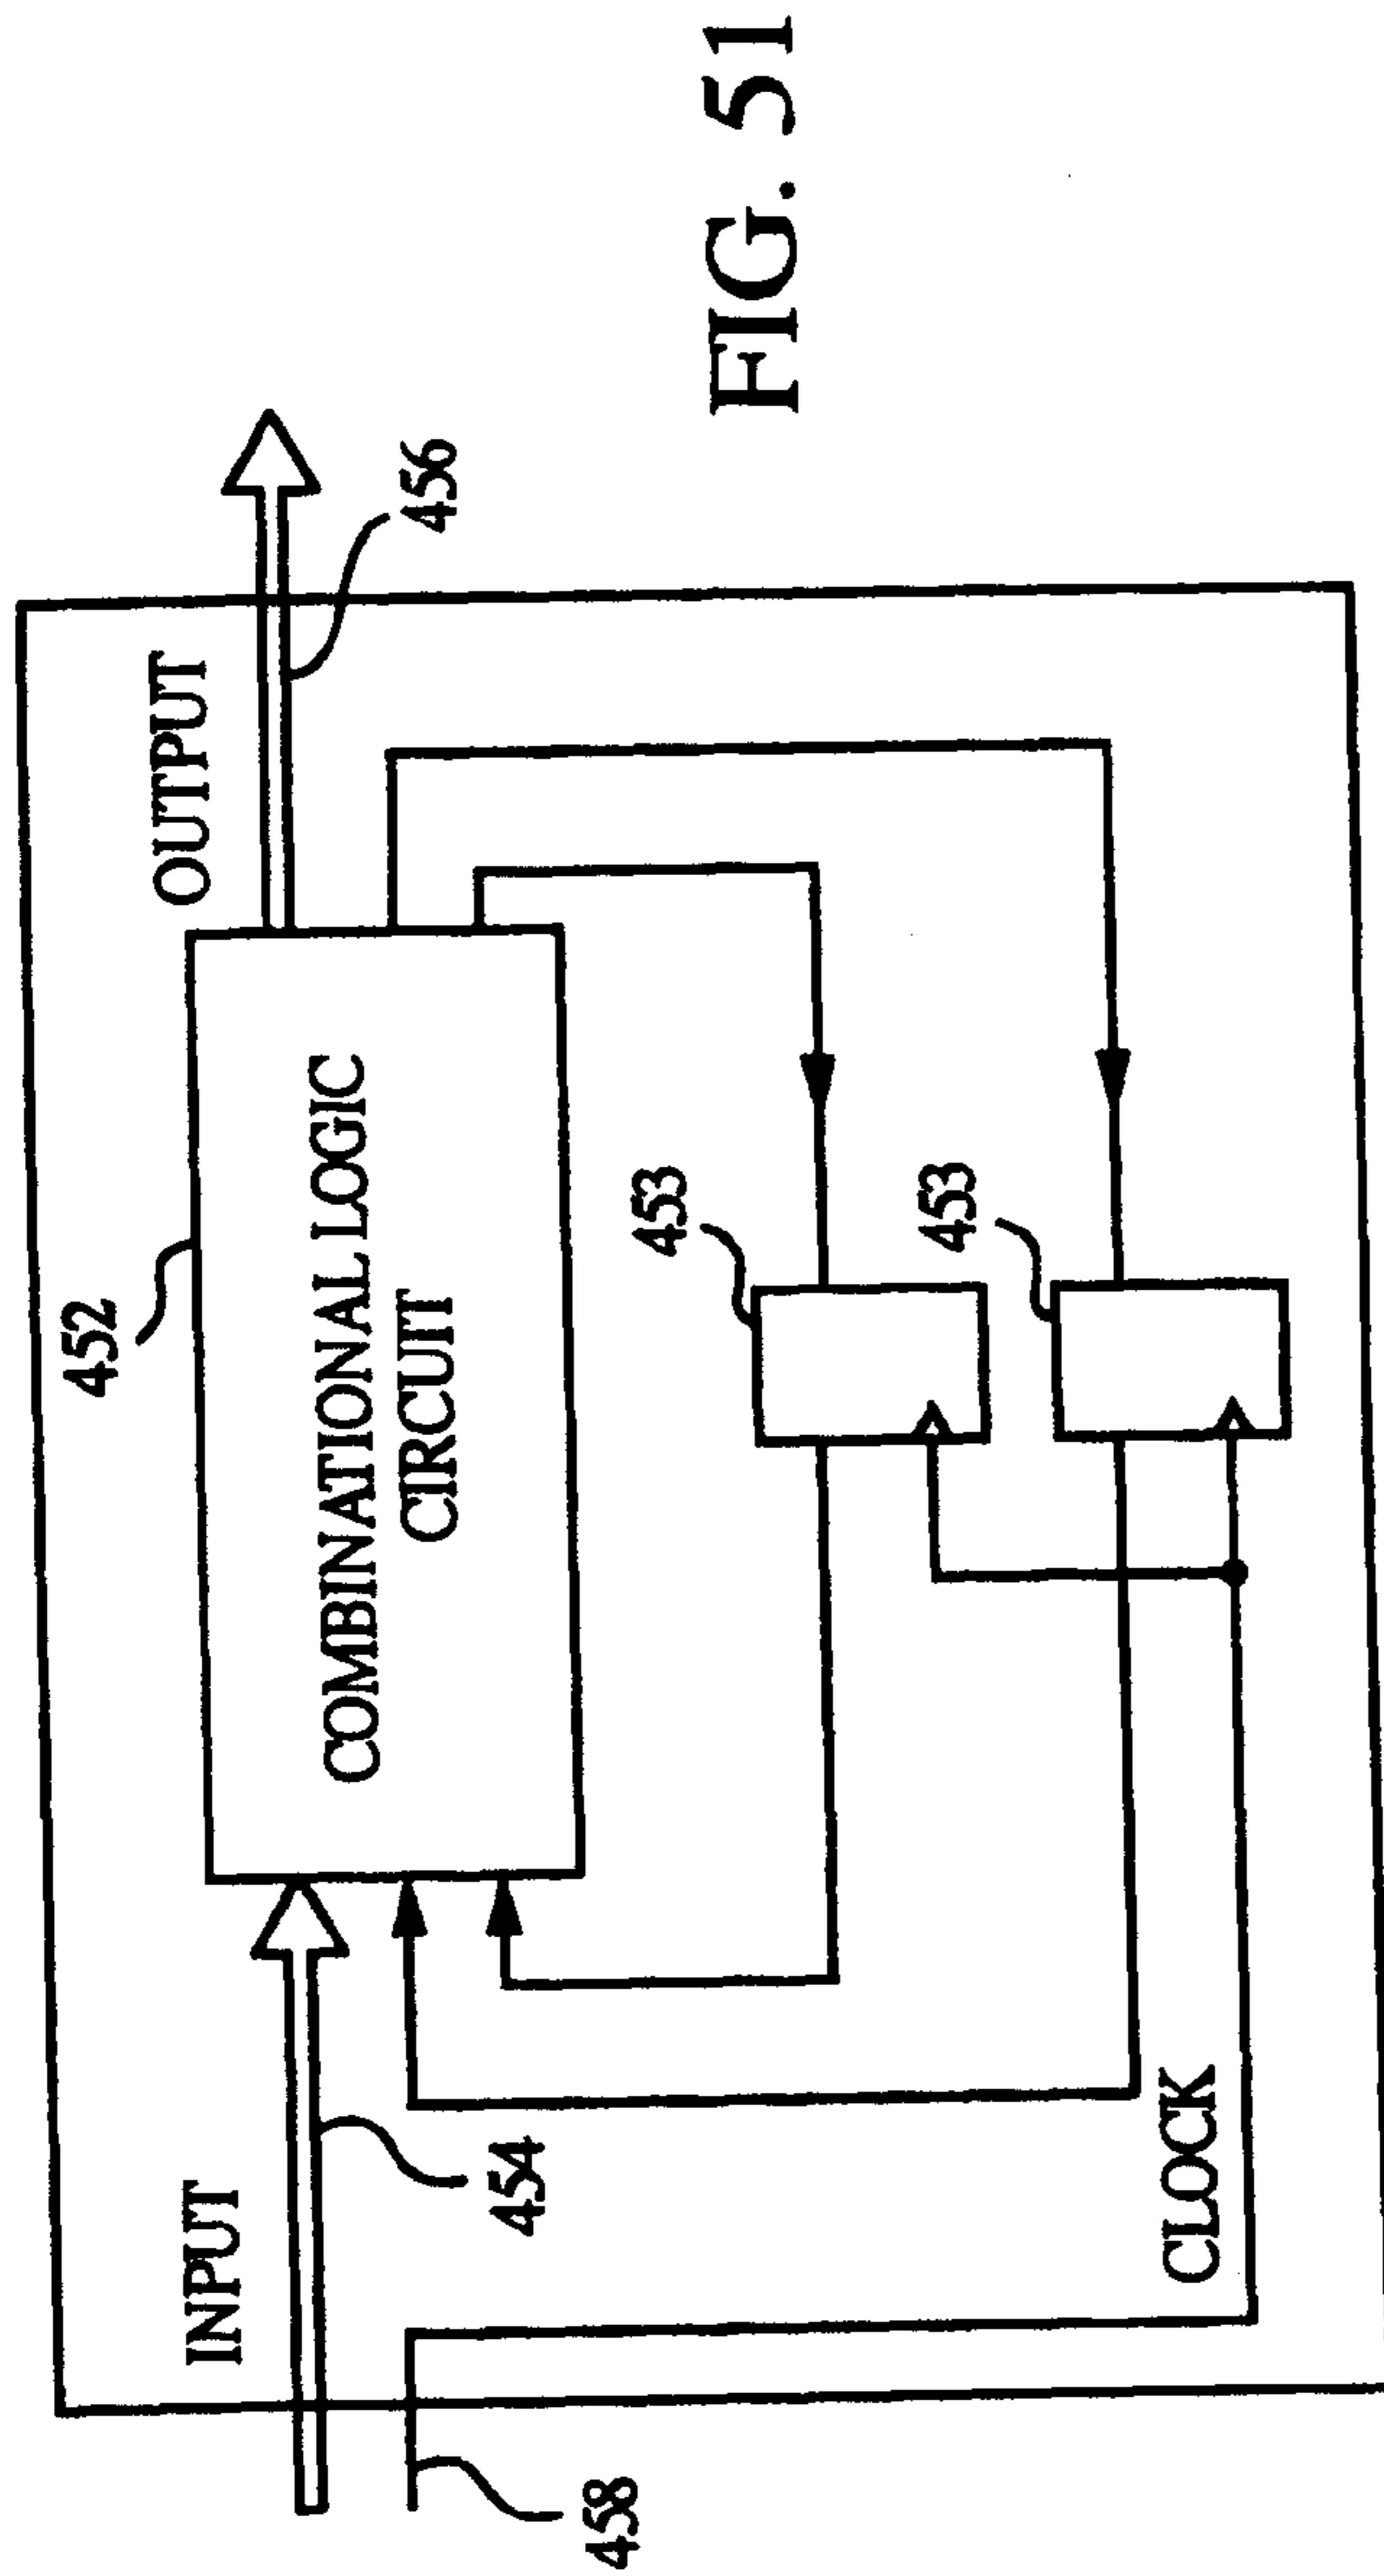 452
OUTPUT
456
INPUT
COMBINATIONAL LOGIC
CIRCUIT
454
458
453
453
CLOCK
FIG. 51